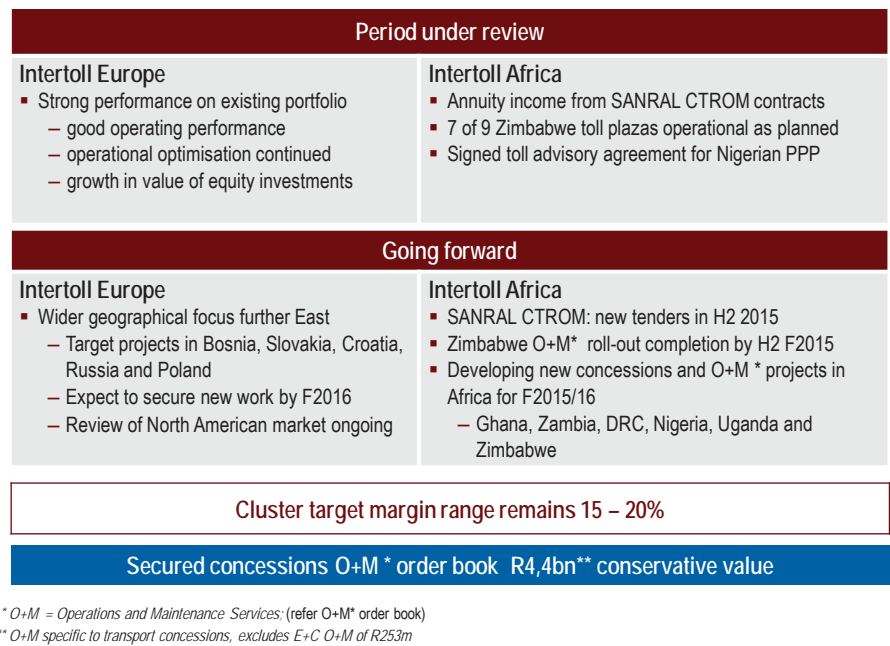 Period under review
Intertoll Europe
▪ Strong performance on existing portfolio
– good operating performance
– operational optimisation continued
– growth in value of equity investments
Intertoll Africa
▪ Annuity income from SANRAL CTROM contracts
▪ 7 of 9 Zimbabwe toll plazas operational as planned
▪ Signed toll advisory agreement for Nigerian PPP
Going forward
Intertoll Europe
▪ Wider geographical focus further East
– Target projects in Bosnia, Slovakia, Croatia,
Russia and Poland
– Expect to secure new work by F2016
– Review of North American market ongoing
Intertoll Africa
▪ SANRAL CTROM: new tenders in H2 2015
▪ Zimbabwe O+M* roll-out completion by H2 F2015
▪ Developing new concessions and O+M * projects in
Africa for F2015/16
– Ghana, Zambia, DRC, Nigeria, Uganda and
Zimbabwe
Cluster target margin range remains 15 – 20%
Secured concessions O+M * order book R4,4bn** conservative value
* O+M = Operations and Maintenance Services; (refer O+M* order book)
** O+M specific to transport concessions, excludes E+C O+M of R253m